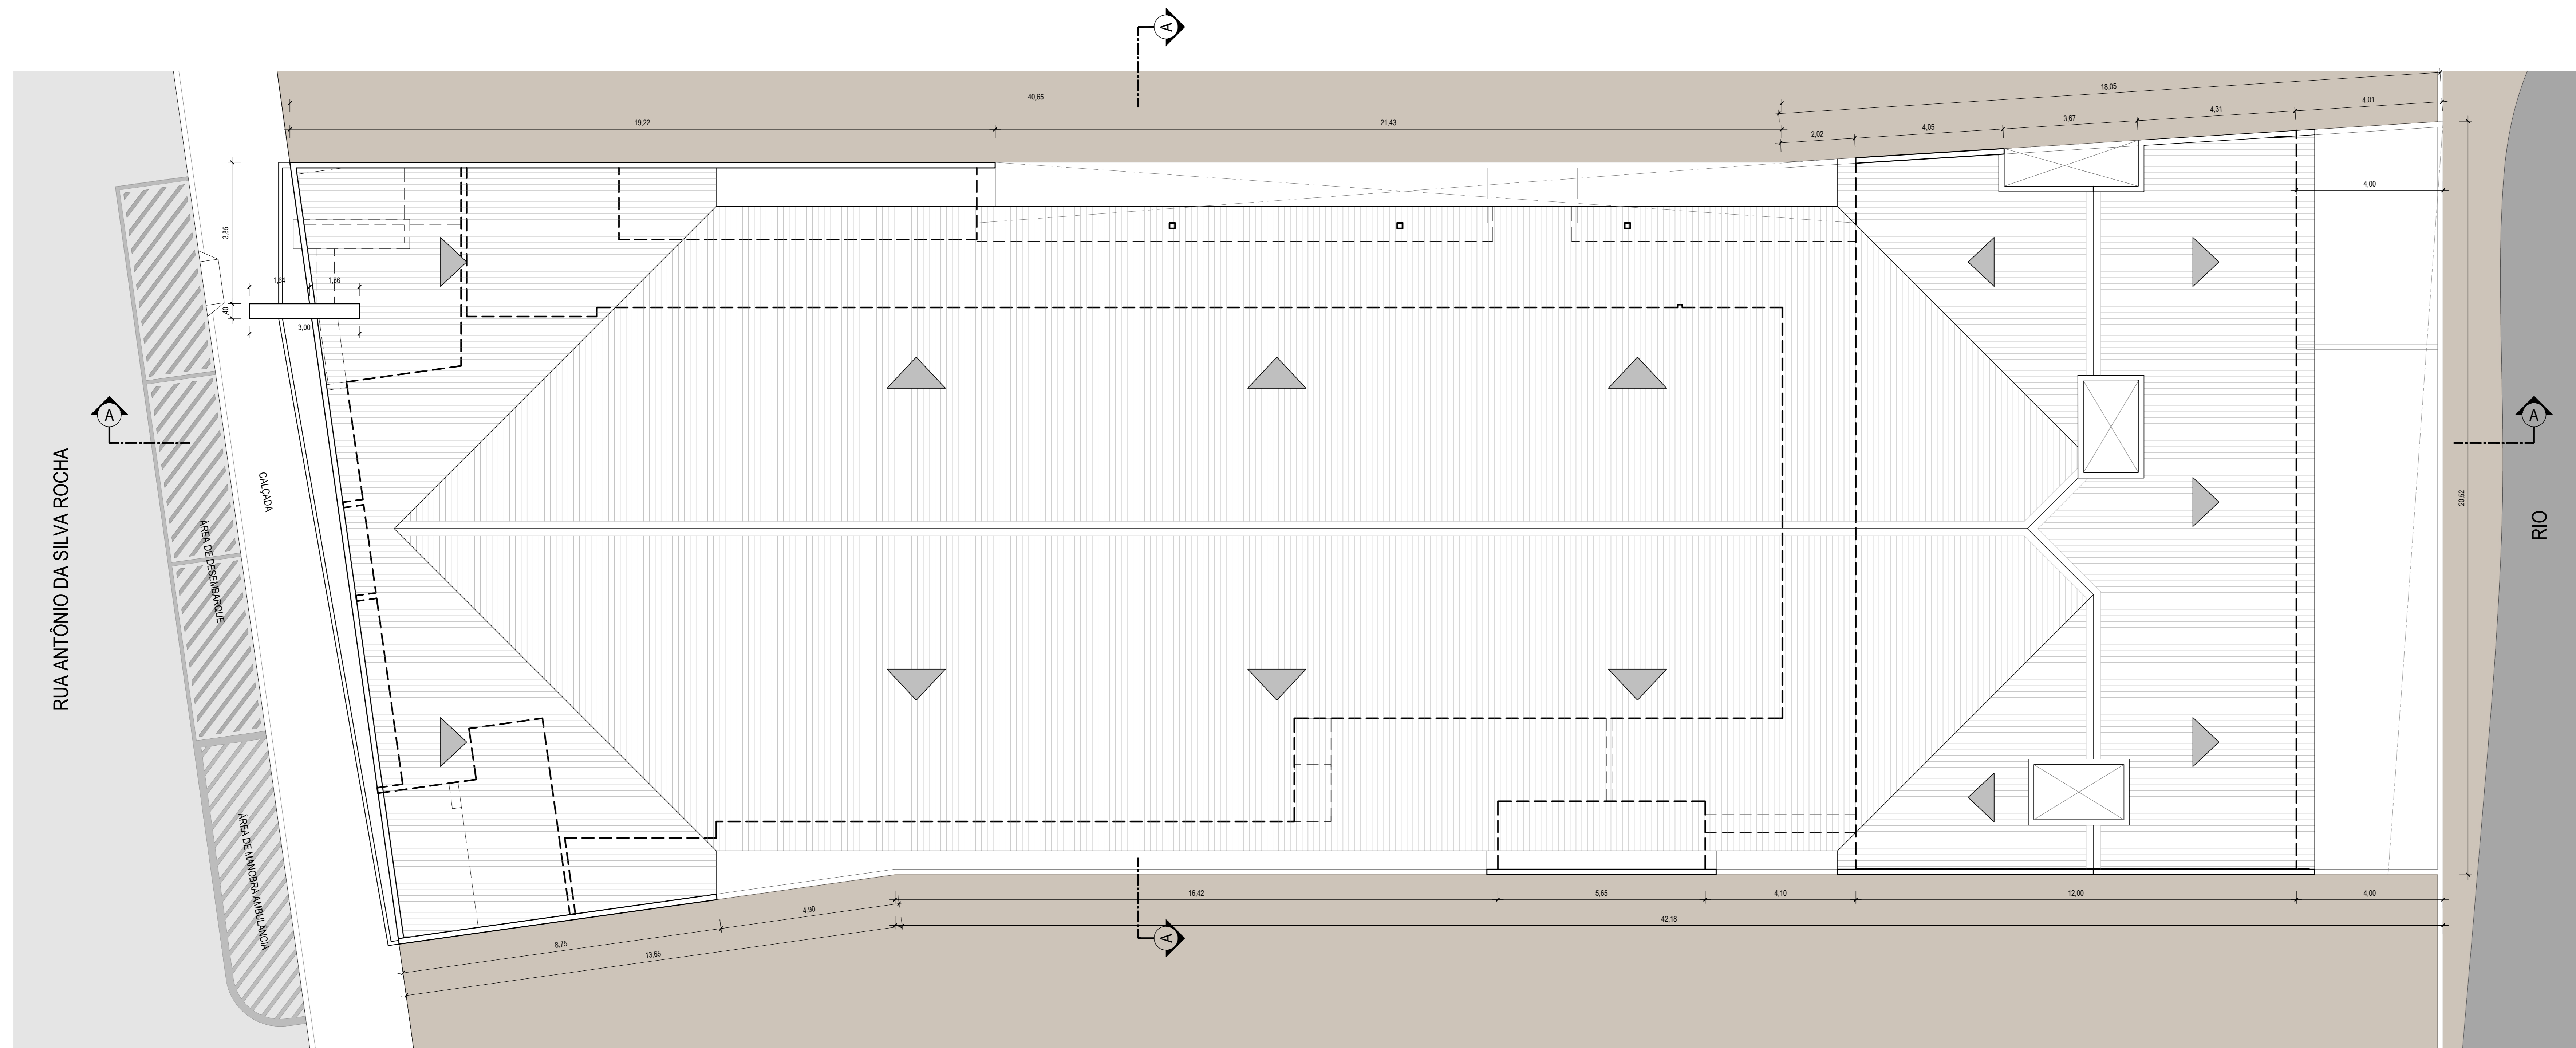 A
40,65
18,05
19,22
21,43
2,02
4,05
3,67
4,31
4,01
4,00
3,85
1,64
1,36
,40
3,00
A
A
RUA ANTÔNIO DA SILVA ROCHA
CALÇADA
ÁREA DE DESEMBARQUE
ÁREA DE MANOBRA AMBULÂNCIA
20,52
RIO
16,42
5,65
4,10
12,00
4,00
4,90
42,18
8,75
13,65
A